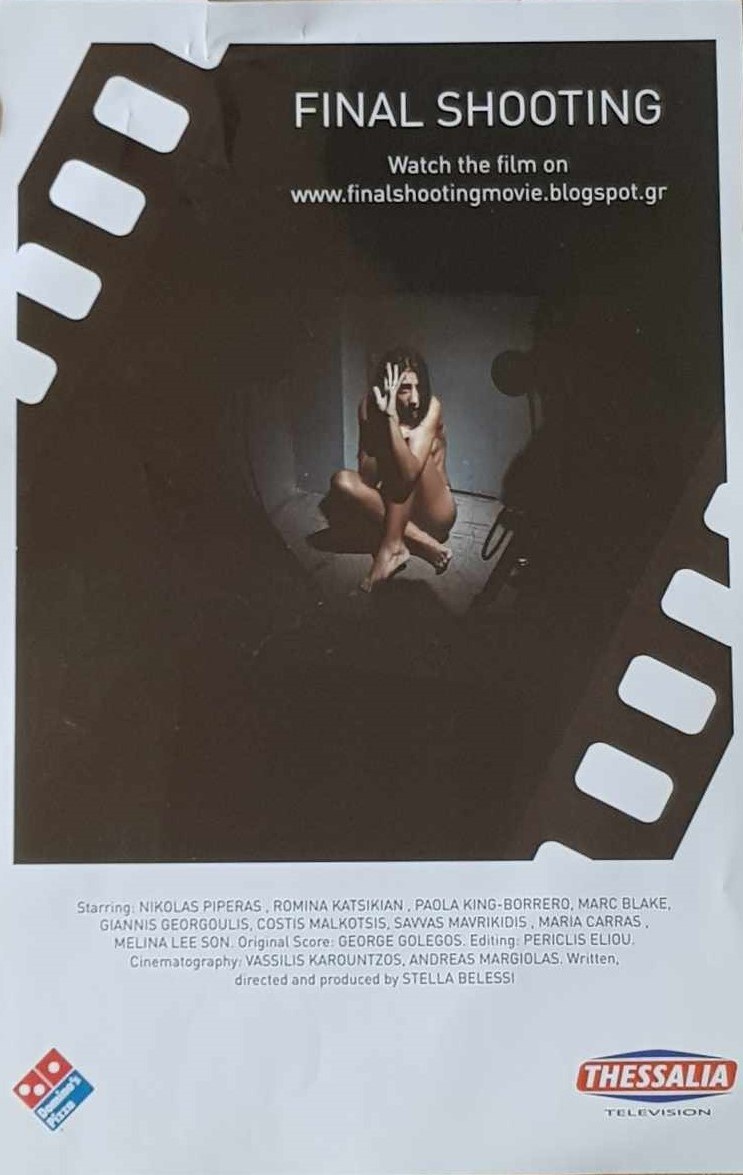 FINAL SHOOTING
Watch the film on
www.finalshootingmovie.blogspot.gr
Starring: NIKOLAS PIPERAS , ROMINA KATSIKIAN , PAOLA KING-BORRERO, MARC BLAKE,
GIANNIS GEORGOULIS, COSTIS MALKOTSIS, SAVVAS MAVRIKIDIS , MARIA CARRAS ,
MELINA LEE SON. Original Score: GEORGE GOLEGOS. Editing: PERICLIS ELIOU.
Cinematography: VASSILIS KAROUNTZOS, ANDREAS MARGIOLAS. Written,
directed and produced by STELLA BELESSI
Domino's
Pizza
THESSALIA
TELEVISION